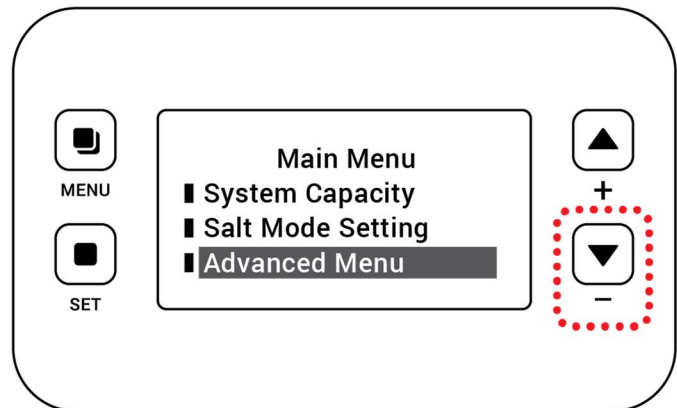 MENU
SET
Main Menu
System Capacity
Salt Mode Setting
Advanced Menu
+
−